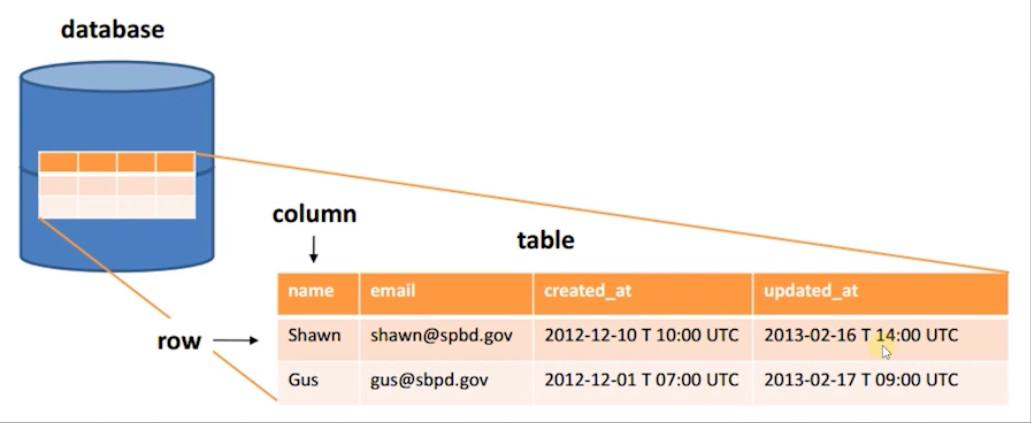 database
column
table
name email created_at updated_at
row
Shawn shawn@spbd.gov 2012-12-10 T 10:00 UTC 2013-02-16 T 14:00 UTC
Gus gus@sbpd.gov 2012-12-01 T 07:00 UTC 2013-02-17 T 09:00 UTC